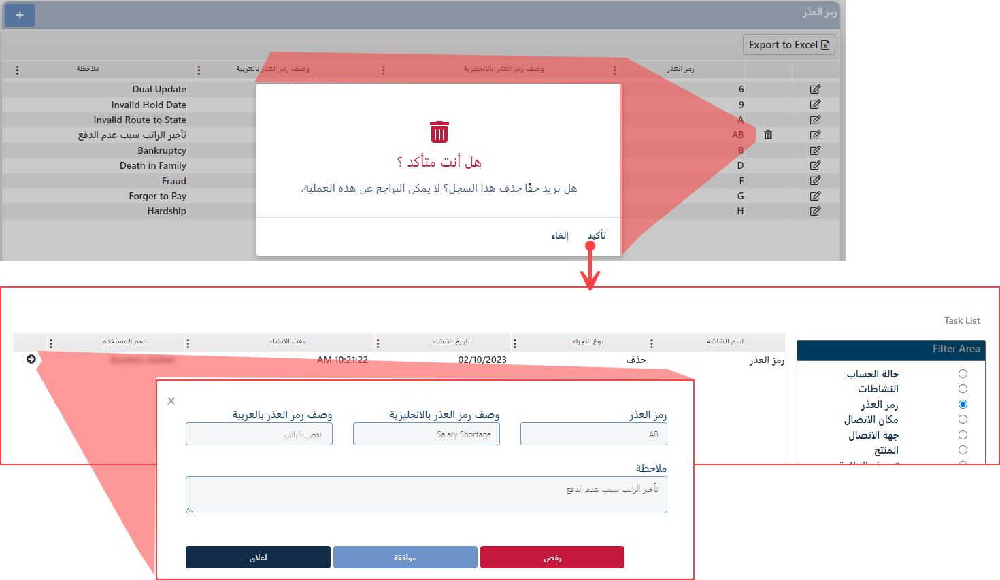 رمز العذر
+
Export to Excel
رمز العذر
وصف رمز العذر بالانجليزية
وصف رمز العذر بالعربية
ملاحظة
6 Dual Update
9 Invalid Hold Date
A Invalid Route to State
AB تأخير الراتب سبب عدم الدفع
B Bankruptcy
D Death in Family
F Fraud
G Forger to Pay
H Hardship
هل أنت متأكد ؟
هل تريد حقًا حذف هذا السجل؟ لا يمكن التراجع عن هذه العملية.
تأكيد
إلغاء
Task List
Filter Area
حالة الحساب
النشاطات
رمز العذر
مكان الاتصال
جهة الاتصال
المنتج
اسم الشاشة
نوع الاجراء
تاريخ الانشاء
وقت الانشاء
اسم المستخدم
رمز العذر
حذف
02/10/2023
AM 10:21:22
×
رمز العذر
وصف رمز العذر بالانجليزية
وصف رمز العذر بالعربية
AB
Salary Shortage
نقص بالراتب
ملاحظة
تأخير الراتب سبب عدم الدفع
رفض
موافقة
اغلاق